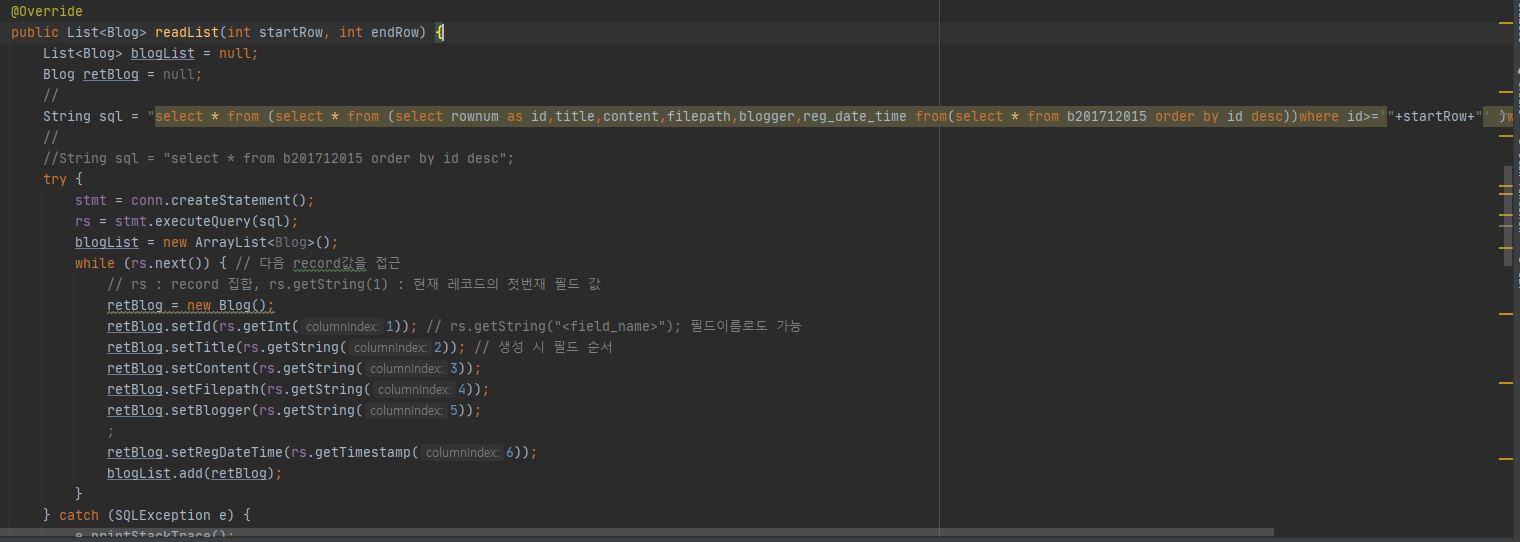 @Override
public List<Blog> readList(int startRow, int endRow) {
List<Blog> blogList = null;
Blog retBlog = null;
//
String sql = "select * from (select * from (select rownum as id,title,content,filepath,blogger,reg_date_time from(select * from b201712015 order by id desc))where id>='"+startRow+"' )w
//
//String sql = "select * from b201712015 order by id desc";
try {
stmt = conn.createStatement();
rs = stmt.executeQuery(sql);
blogList = new ArrayList<Blog>();
while (rs.next()) { // 다음 record값을 접근
// rs : record 집합, rs.getString(1) : 현재 레코드의 첫번재 필드 값
retBlog = new Blog();
retBlog.setId(rs.getInt( columnIndex: 1)); // rs.getString("<field_name>"); 필드이름로도 가능
retBlog.setTitle(rs.getString( columnIndex: 2)); // 생성 시 필드 순서
retBlog.setContent(rs.getString( columnIndex: 3));
retBlog.setFilepath(rs.getString( columnIndex: 4));
retBlog.setBlogger(rs.getString( columnIndex: 5));
;
retBlog.setRegDateTime(rs.getTimestamp( columnIndex: 6));
blogList.add(retBlog);
}
} catch (SQLException e) {
e.printStackTrace();